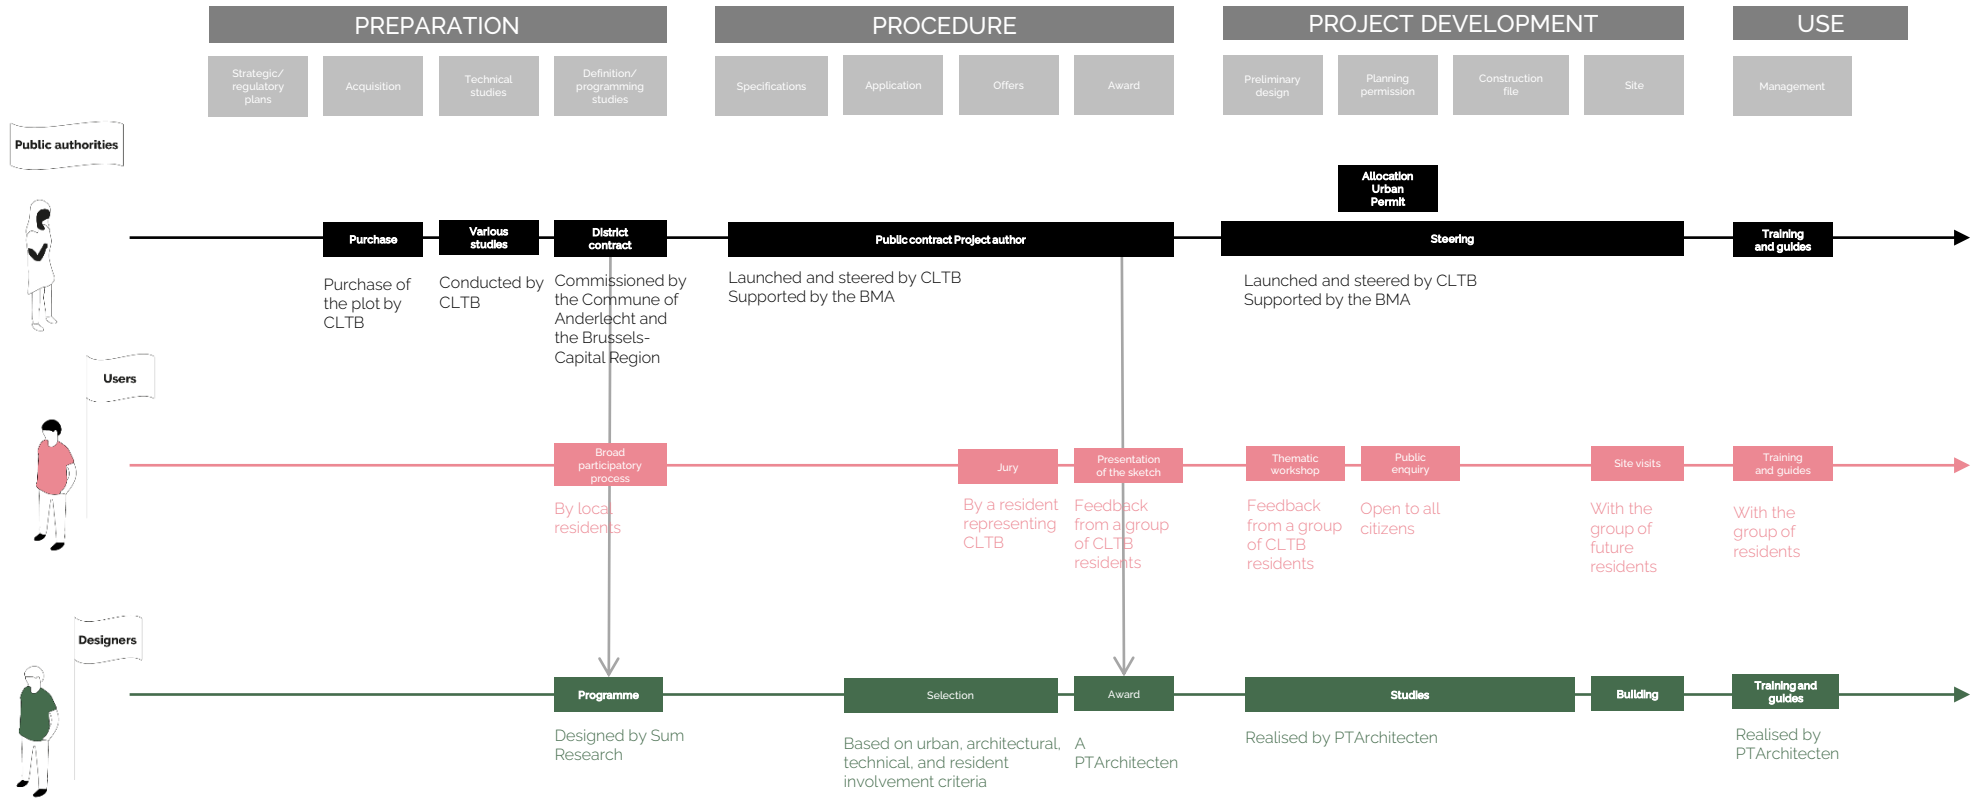 PREPARATION
PROCEDURE
PROJECT DEVELOPMENT
USE
Strategic/
regulatory
plans
Acquisition
Technical
studies
Definition/
programming
studies
Specifications
Application
Offers
Award
Preliminary
design
Planning
permission
Construction
file
Site
Management
Public authorities
Allocation
Urban
Permit
Purchase
Various
studies
District
contract
Public contract Project author
Steering
Training
and guides
Purchase of
the plot by
CLTB
Conducted by
CLTB
Commissioned by
the Commune of
Anderlecht and
the Brussels-
Capital Region
Launched and steered by CLTB
Supported by the BMA
Launched and steered by CLTB
Supported by the BMA
Users
Broad
participatory
process
Jury
Presentation
of the sketch
Thematic
workshop
Public
enquiry
Site visits
Training
and guides
By local
residents
By a resident
representing
CLTB
Feedback
from a group
of CLTB
residents
Feedback
from a group
of CLTB
residents
Open to all
citizens
With the
group of
future
residents
With the
group of
residents
Designers
Programme
Selection
Award
Studies
Building
Training and
guides
Designed by Sum
Research
Based on urban, architectural,
technical, and resident
involvement criteria
A
PTArchitecten
Realised by PTArchitecten
Realised by
PTArchitecten